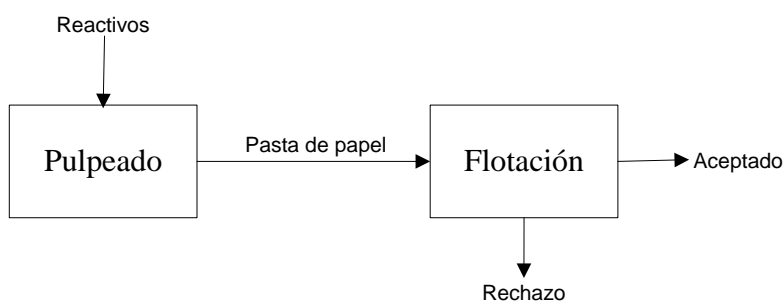 Reactivos
Pulpeado
Pasta de papel
Flotación
Aceptado
Rechazo